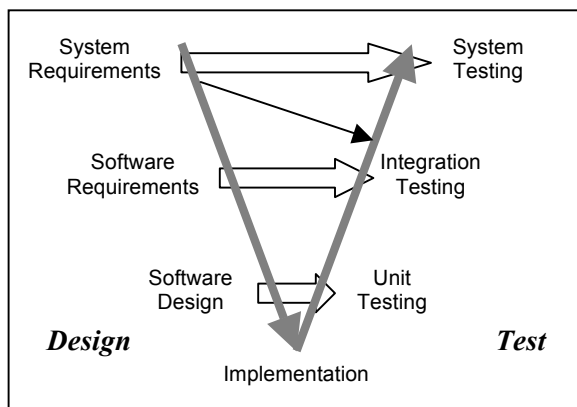 System
Requirements
System
Testing
Software
Requirements
Integration
Testing
Software
Design
Unit
Testing
Design
Test
Implementation